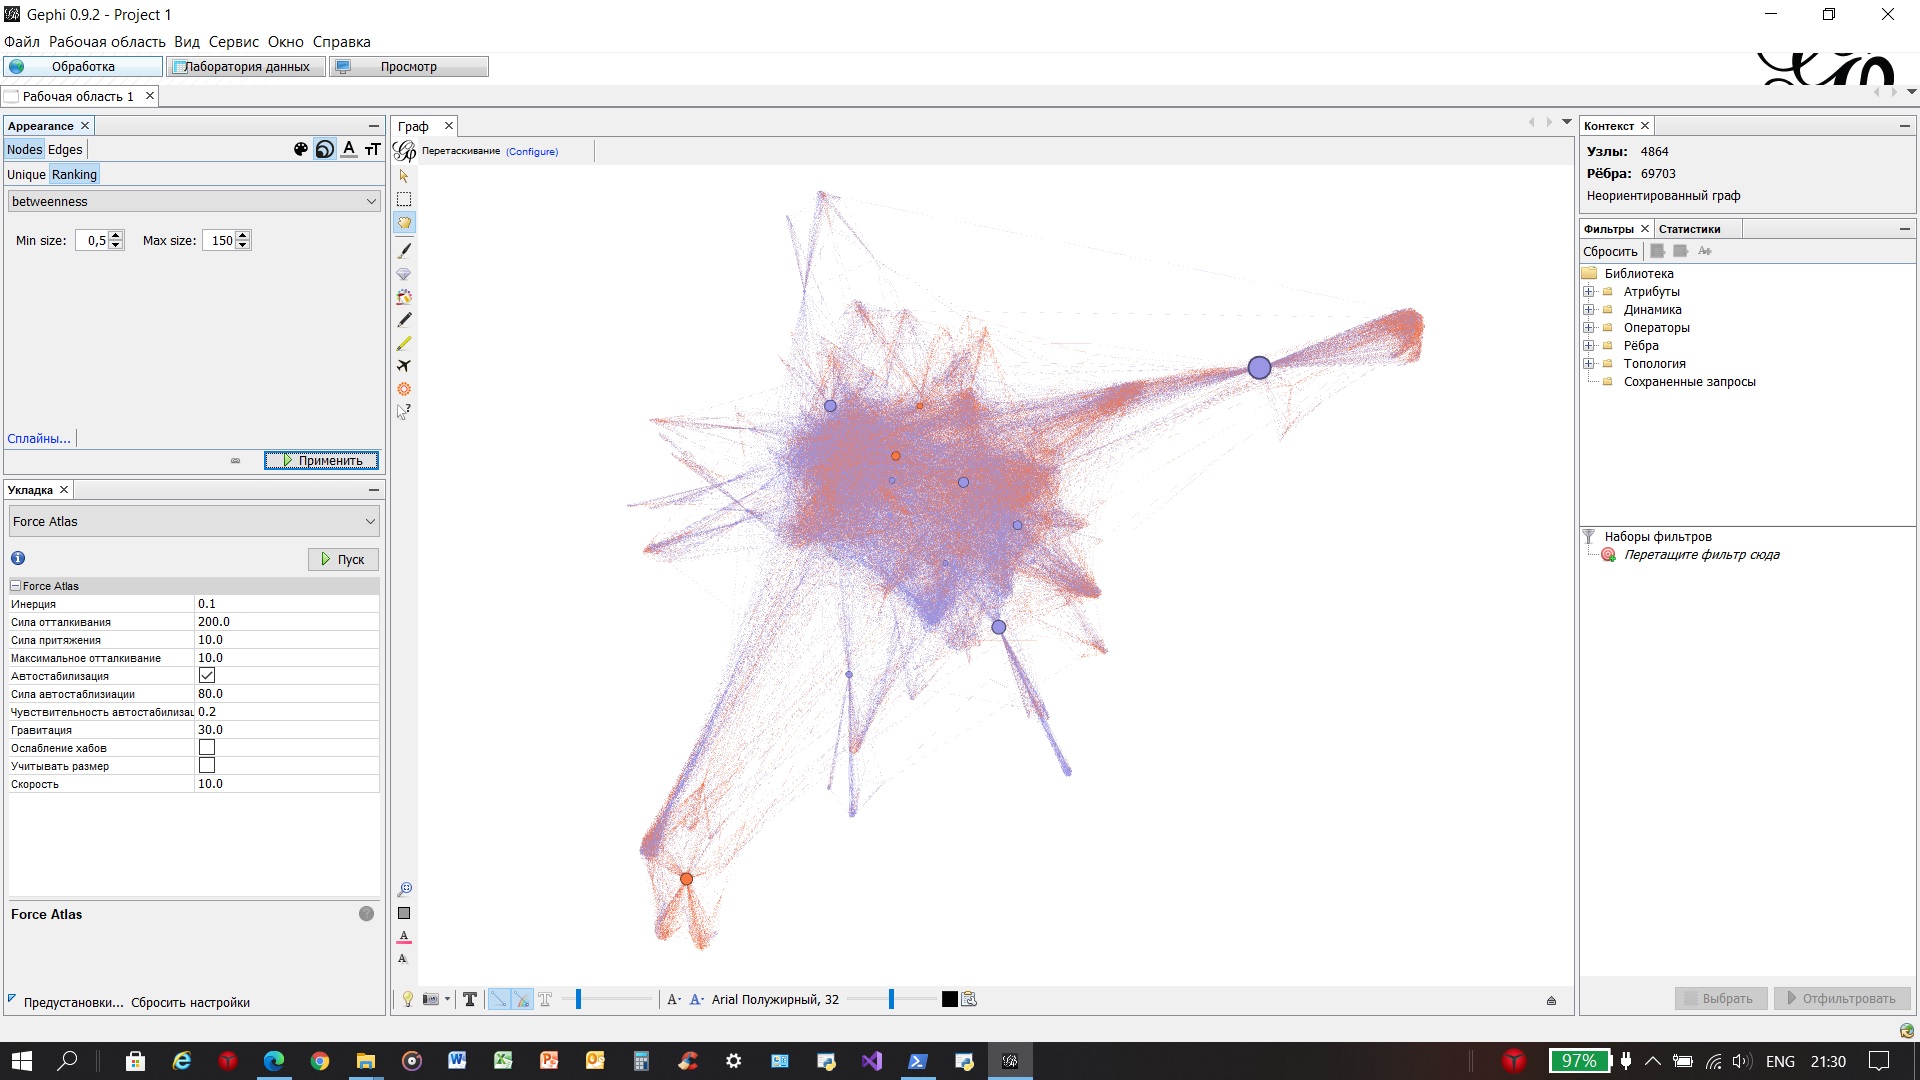 Gephi 0.9.2 - Project 1
Файл Рабочая область Вид Сервис Окно Справка
Обработка Лаборатория данных Просмотр
Рабочая область 1
Appearance
Nodes Edges
Unique Ranking
betweenness
Min size: 0,5 Max size: 150
Сплайны...
Применить
Укладка
Force Atlas
Пуск
Force Atlas
Инерция 0.1
Сила отталкивания 200.0
Сила притяжения 10.0
Максимальное отталкивание 10.0
Автостабилизация
Сила автостаблизиации 80.0
Чувствительность автостабилизац 0.2
Гравитация 30.0
Ослабление хабов
Учитывать размер
Скорость 10.0
Force Atlas
Предустановки... Сбросить настройки
Граф
Перетаскивание (Configure)
Arial Полужирный, 32
Контекст
Узлы: 4864
Рёбра: 69703
Неориентированный граф
Фильтры Статистики
Сбросить
Библиотека
Атрибуты
Динамика
Операторы
Рёбра
Топология
Сохраненные запросы
Наборы фильтров
Перетащите фильтр сюда
Выбрать Отфильтровать
97% ENG 21:30